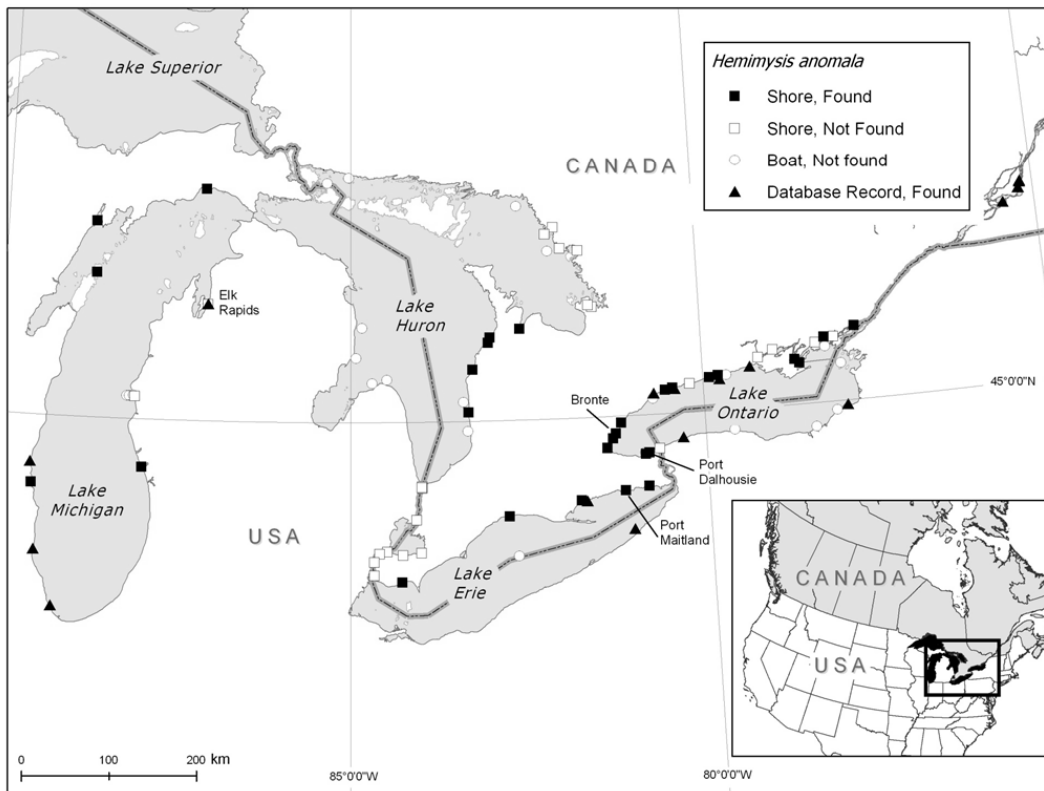 Lake Superior
CANADA
Hemimysis anomala
Shore, Found
Shore, Not Found
Boat, Not found
Database Record, Found
Elk
Rapids
Lake
Huron
Bronte
Lake
Ontario
45°0'0"N
Port
Dalhousie
Lake
Michigan
USA
Port
Maitland
Lake
Erie
CANADA
USA
0 100 200 km
85°0'0"W
80°0'0"W